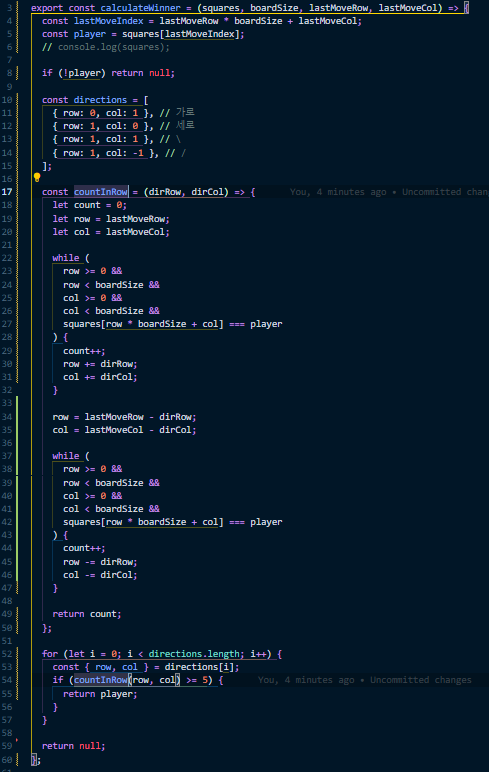 3 export const calculateWinner = (squares, boardSize, lastMoveRow, lastMoveCol) => {
4 const lastMoveIndex = lastMoveRow * boardSize + lastMoveCol;
5 const player = squares[lastMoveIndex];
6 // console.log(squares);
7
8 if (!player) return null;
9
10 const directions = [
11 { row: 0, col: 1 }, // 가로
12 { row: 1, col: 0 }, // 세로
13 { row: 1, col: 1 }, // \
14 { row: 1, col: -1 }, // /
15 ];
16
17 const countInRow = (dirRow, dirCol) => { You, 4 minutes ago • Uncommitted chan
18 let count = 0;
19 let row = lastMoveRow;
20 let col = lastMoveCol;
21
22 while (
23 row >= 0 &&
24 row < boardSize &&
25 col >= 0 &&
26 col < boardSize &&
27 squares[row * boardSize + col] === player
28 ) {
29 count++;
30 row += dirRow;
31 col += dirCol;
32 }
33
34 row = lastMoveRow - dirRow;
35 col = lastMoveCol - dirCol;
36
37 while (
38 row >= 0 &&
39 row < boardSize &&
40 col >= 0 &&
41 col < boardSize &&
42 squares[row * boardSize + col] === player
43 ) {
44 count++;
45 row -= dirRow;
46 col -= dirCol;
47 }
48
49 return count;
50 };
51
52 for (let i = 0; i < directions.length; i++) {
53 const { row, col } = directions[i];
54 if (countInRow(row, col) >= 5) { You, 4 minutes ago • Uncommitted changes
55 return player;
56 }
57 }
58
59 return null;
60 };